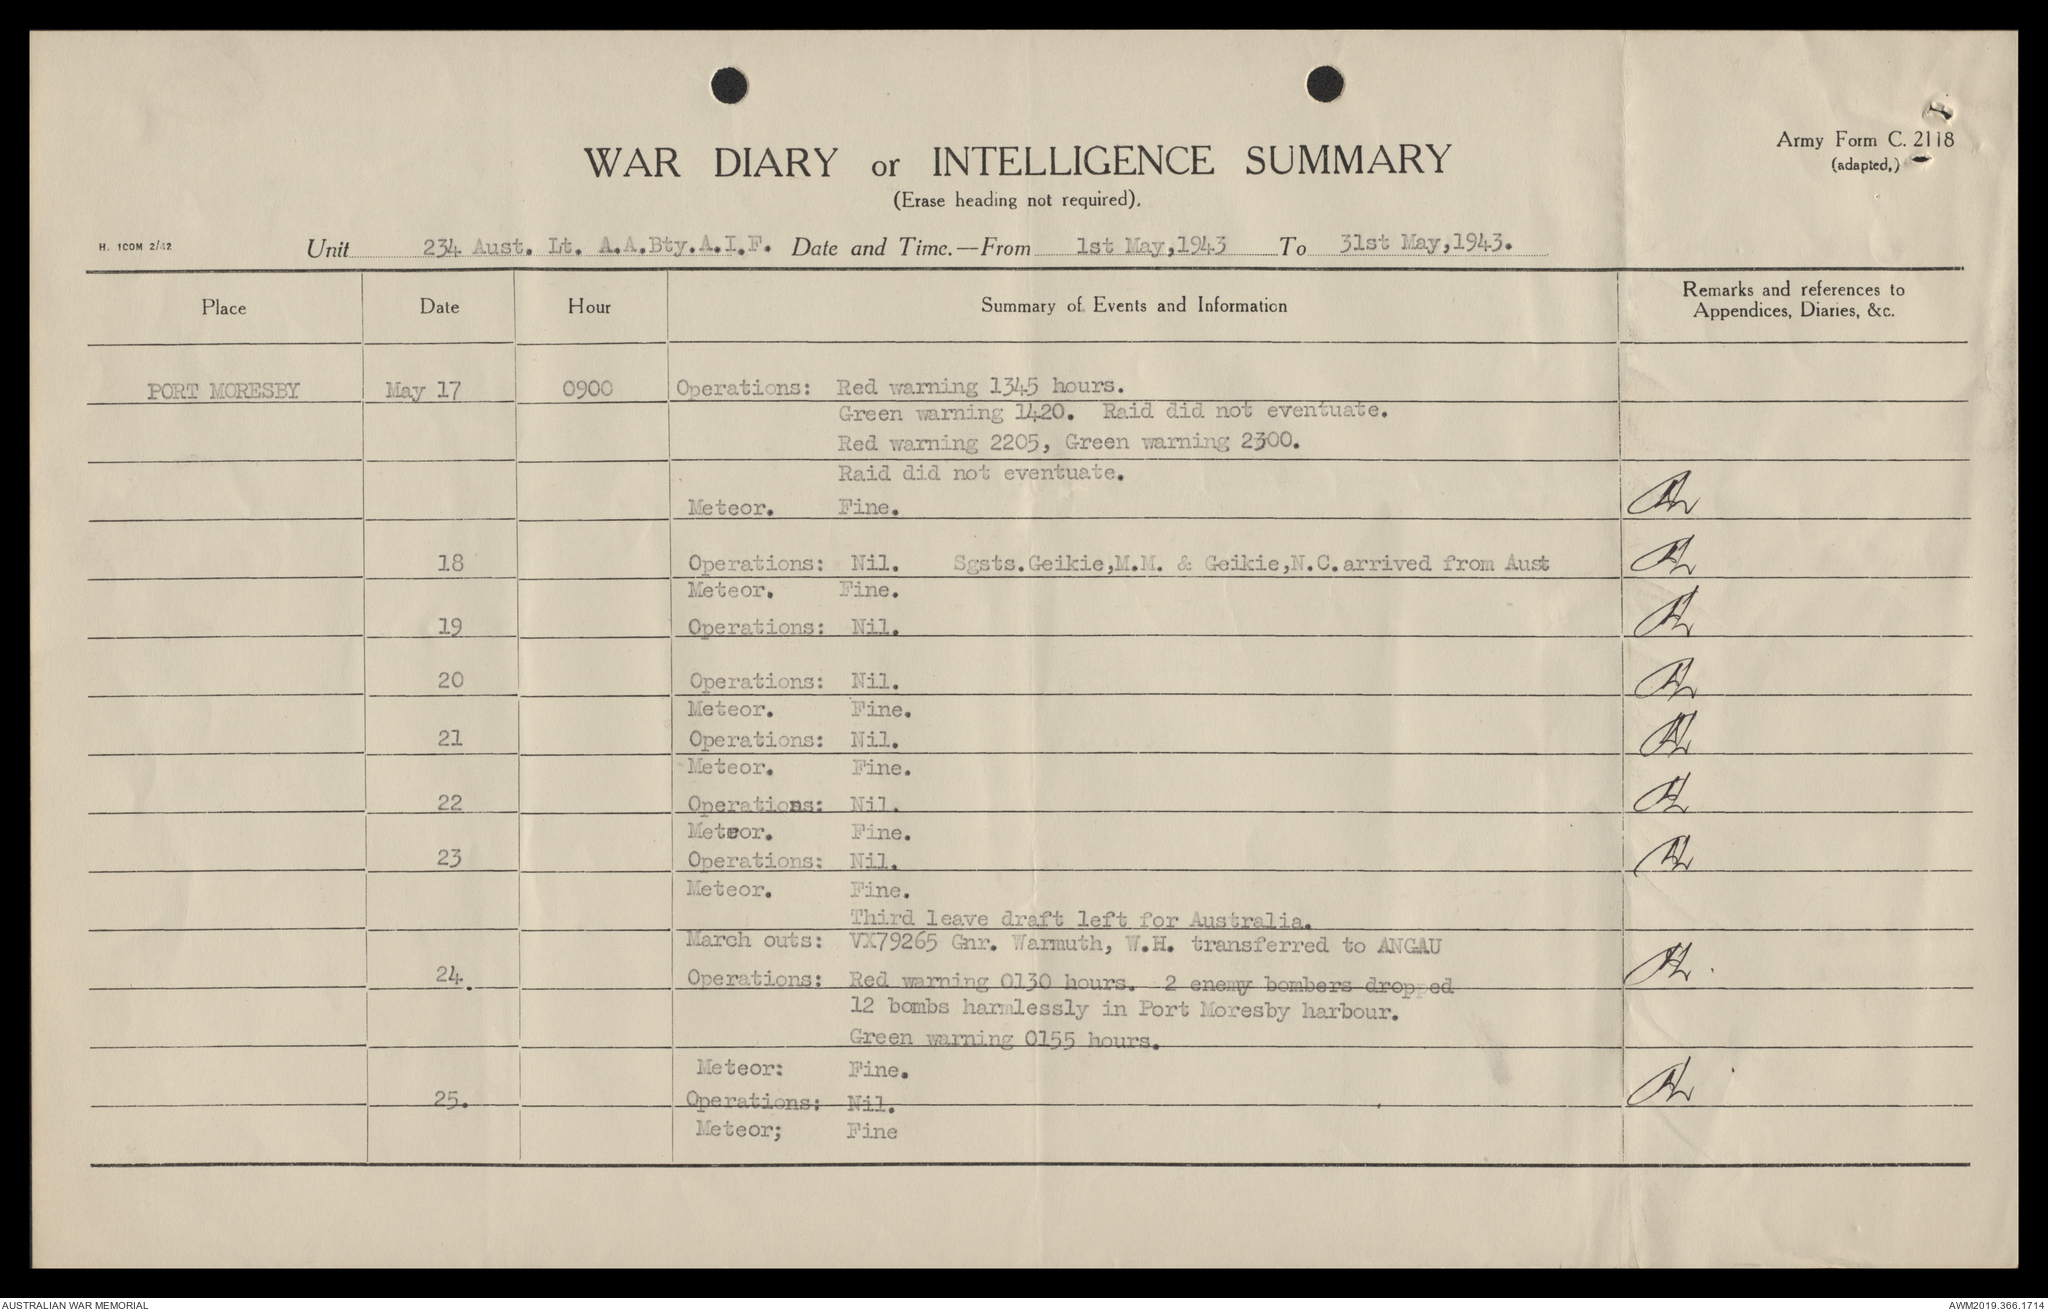 Army Form C. 2118
(adapted,)
WAR DIARY or INTELLIGENCE SUMMARY
(Erase heading not required).
H. 1COM 2/42
Unit 234 Aust. Lt. A.A.Bty.A.I.F. Date and Time.—From 1st May,1943 To 31st May,1943.
Place Date Hour Summary of Events and Information Remarks and references to
Appendices, Diaries, &c.
PORT MORESBY May 17 0900 Operations: Red warning 1345 hours.
Green warning 1420. Raid did not eventuate.
Red warning 2205, Green warning 2300.
Raid did not eventuate.
Meteor. Fine.
18 Operations: Nil. Sgsts.Geikie,M.M. & Geikie,N.C.arrived from Aust
Meteor. Fine.
19 Operations: Nil.
20 Operations: Nil.
Meteor. Fine.
21 Operations: Nil.
Meteor. Fine.
22 Operations: Nil.
Meteor. Fine.
23 Operations: Nil.
Meteor. Fine.
Third leave draft left for Australia.
March outs: VX79265 Gnr. Warmuth, W.H. transferred to ANGAU
24. Operations: Red warning 0130 hours. 2 enemy bombers dropped
12 bombs harmlessly in Port Moresby harbour.
Green warning 0155 hours.
Meteor: Fine.
25. Operations: Nil.
Meteor; Fine
AUSTRALIAN WAR MEMORIAL AWM2019.366.1714